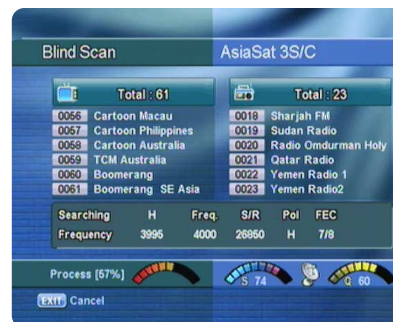 Blind Scan AsiaSat 3S/C
Total : 61 Total : 23
0056 Cartoon Macau 0018 Sharjah FM
0057 Cartoon Philippines 0019 Sudan Radio
0058 Cartoon Australia 0020 Radio Omdurman Holy
0059 TCM Australia 0021 Qatar Radio
0060 Boomerang 0022 Yemen Radio 1
0061 Boomerang SE Asia 0023 Yemen Radio2
Searching H Freq. S/R Pol FEC
Frequency 3995 4000 26850 H 7/8
Process [57%] S 74 Q 60
EXIT Cancel